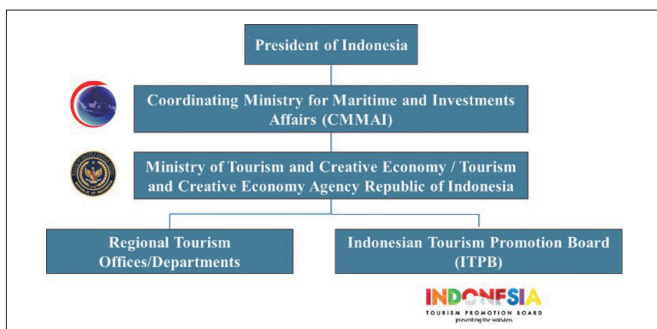 President of Indonesia
Coordinating Ministry for Maritime and Investments
Affairs (CMMAI)
Ministry of Tourism and Creative Economy / Tourism
and Creative Economy Agency Republic of Indonesia
Regional Tourism
Offices/Departments
Indonesian Tourism Promotion Board
(ITPB)
INDONESIA
TOURISM PROMOTION BOARD